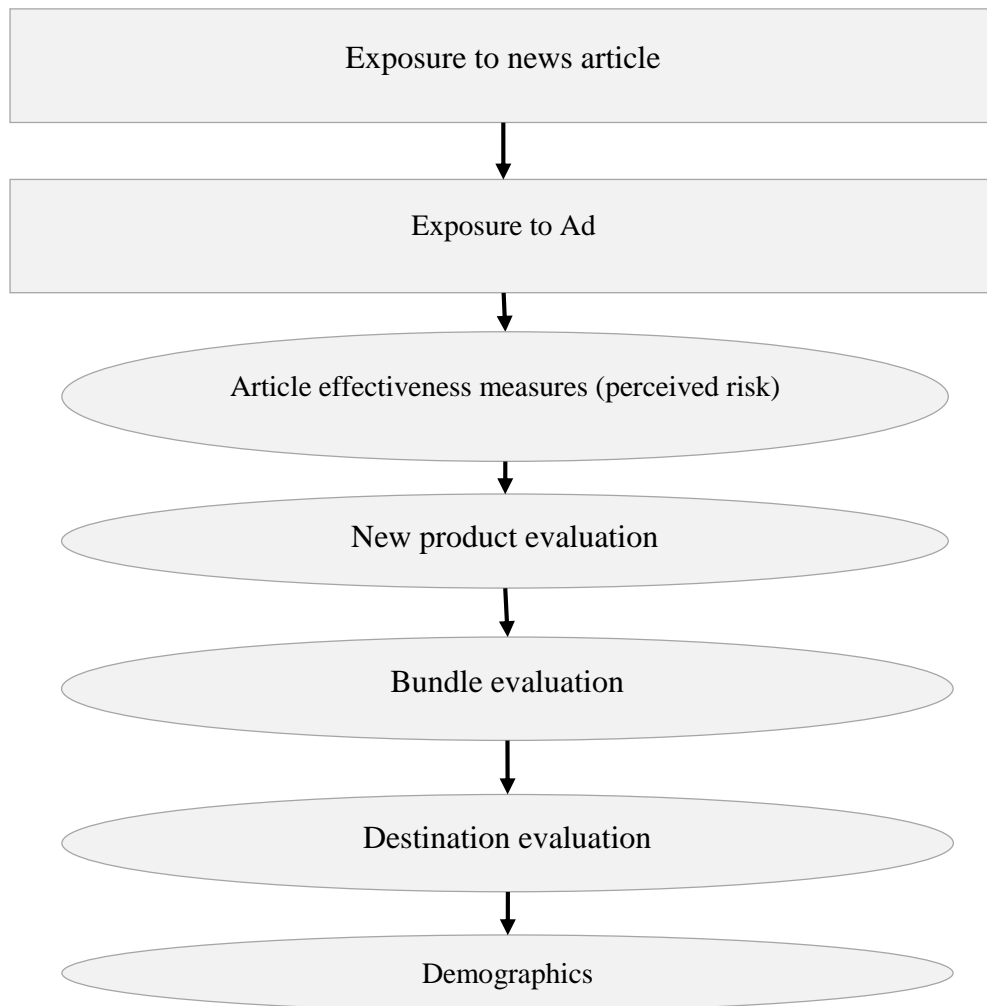 Exposure to news article
Exposure to Ad
Article effectiveness measures (perceived risk)
New product evaluation
Bundle evaluation
Destination evaluation
Demographics